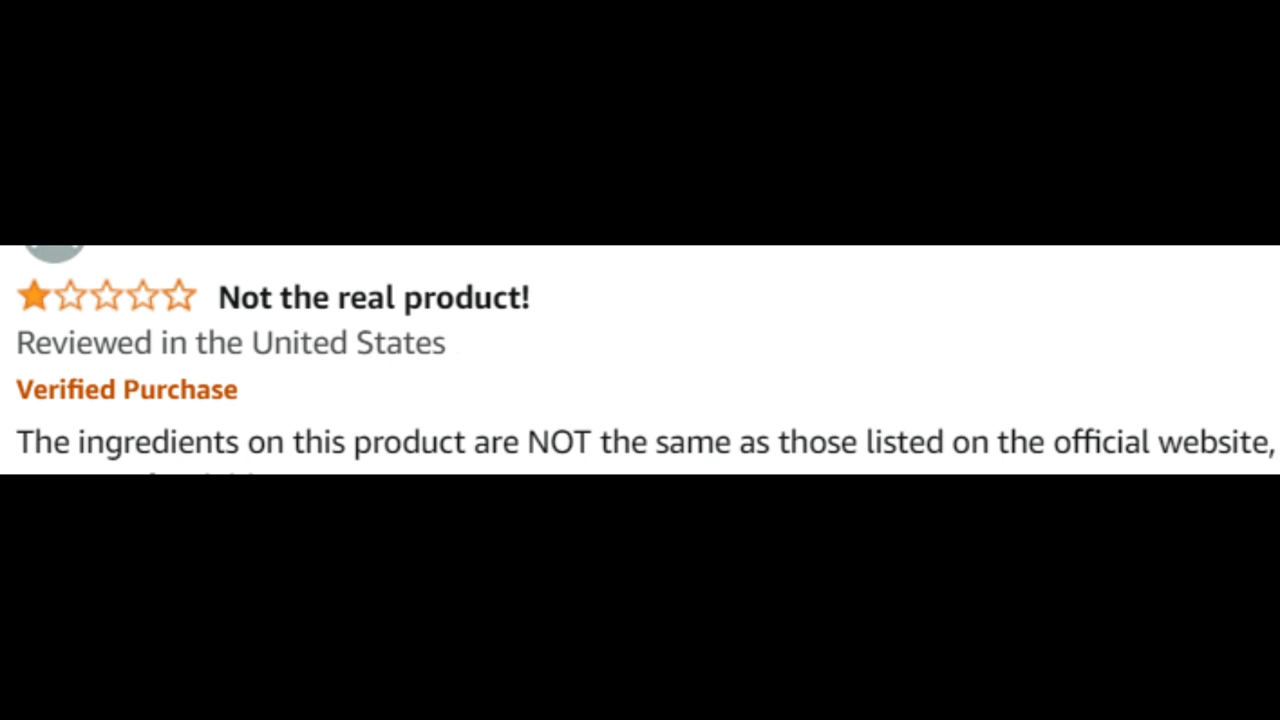 Not the real product!
Reviewed in the United States
Verified Purchase
The ingredients on this product are NOT the same as those listed on the official website,